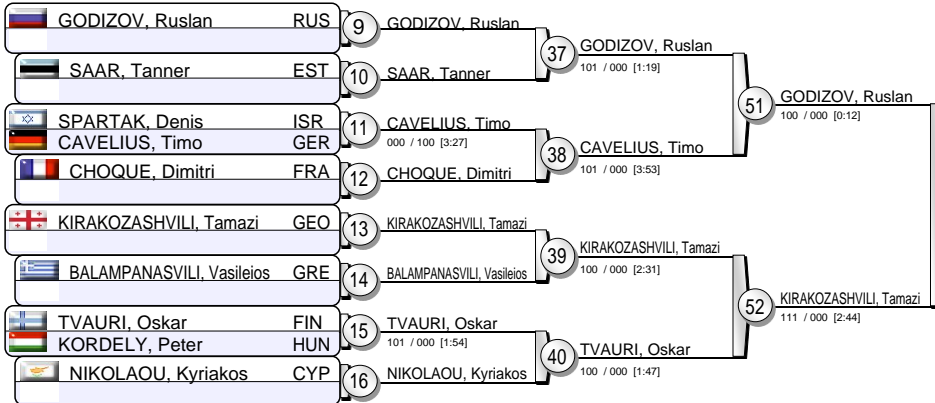 GODIZOV, Ruslan RUS
SAAR, Tanner EST
SPARTAK, Denis ISR
CAVELIUS, Timo GER
CHOQUE, Dimitri FRA
KIRAKOZASHVILI, Tamazi GEO
BALAMPANASVILI, Vasileios GRE
TVAURI, Oskar FIN
KORDELY, Peter HUN
NIKOLAOU, Kyriakos CYP
9 GODIZOV, Ruslan
10 SAAR, Tanner
11 CAVELIUS, Timo
000 / 100 [3:27]
12 CHOQUE, Dimitri
13 KIRAKOZASHVILI, Tamazi
14 BALAMPANASVILI, Vasileios
15 TVAURI, Oskar
101 / 000 [1:54]
16 NIKOLAOU, Kyriakos
37 GODIZOV, Ruslan
101 / 000 [1:19]
38 CAVELIUS, Timo
101 / 000 [3:53]
39 KIRAKOZASHVILI, Tamazi
100 / 000 [2:31]
40 TVAURI, Oskar
100 / 000 [1:47]
51 GODIZOV, Ruslan
100 / 000 [0:12]
52 KIRAKOZASHVILI, Tamazi
111 / 000 [2:44]